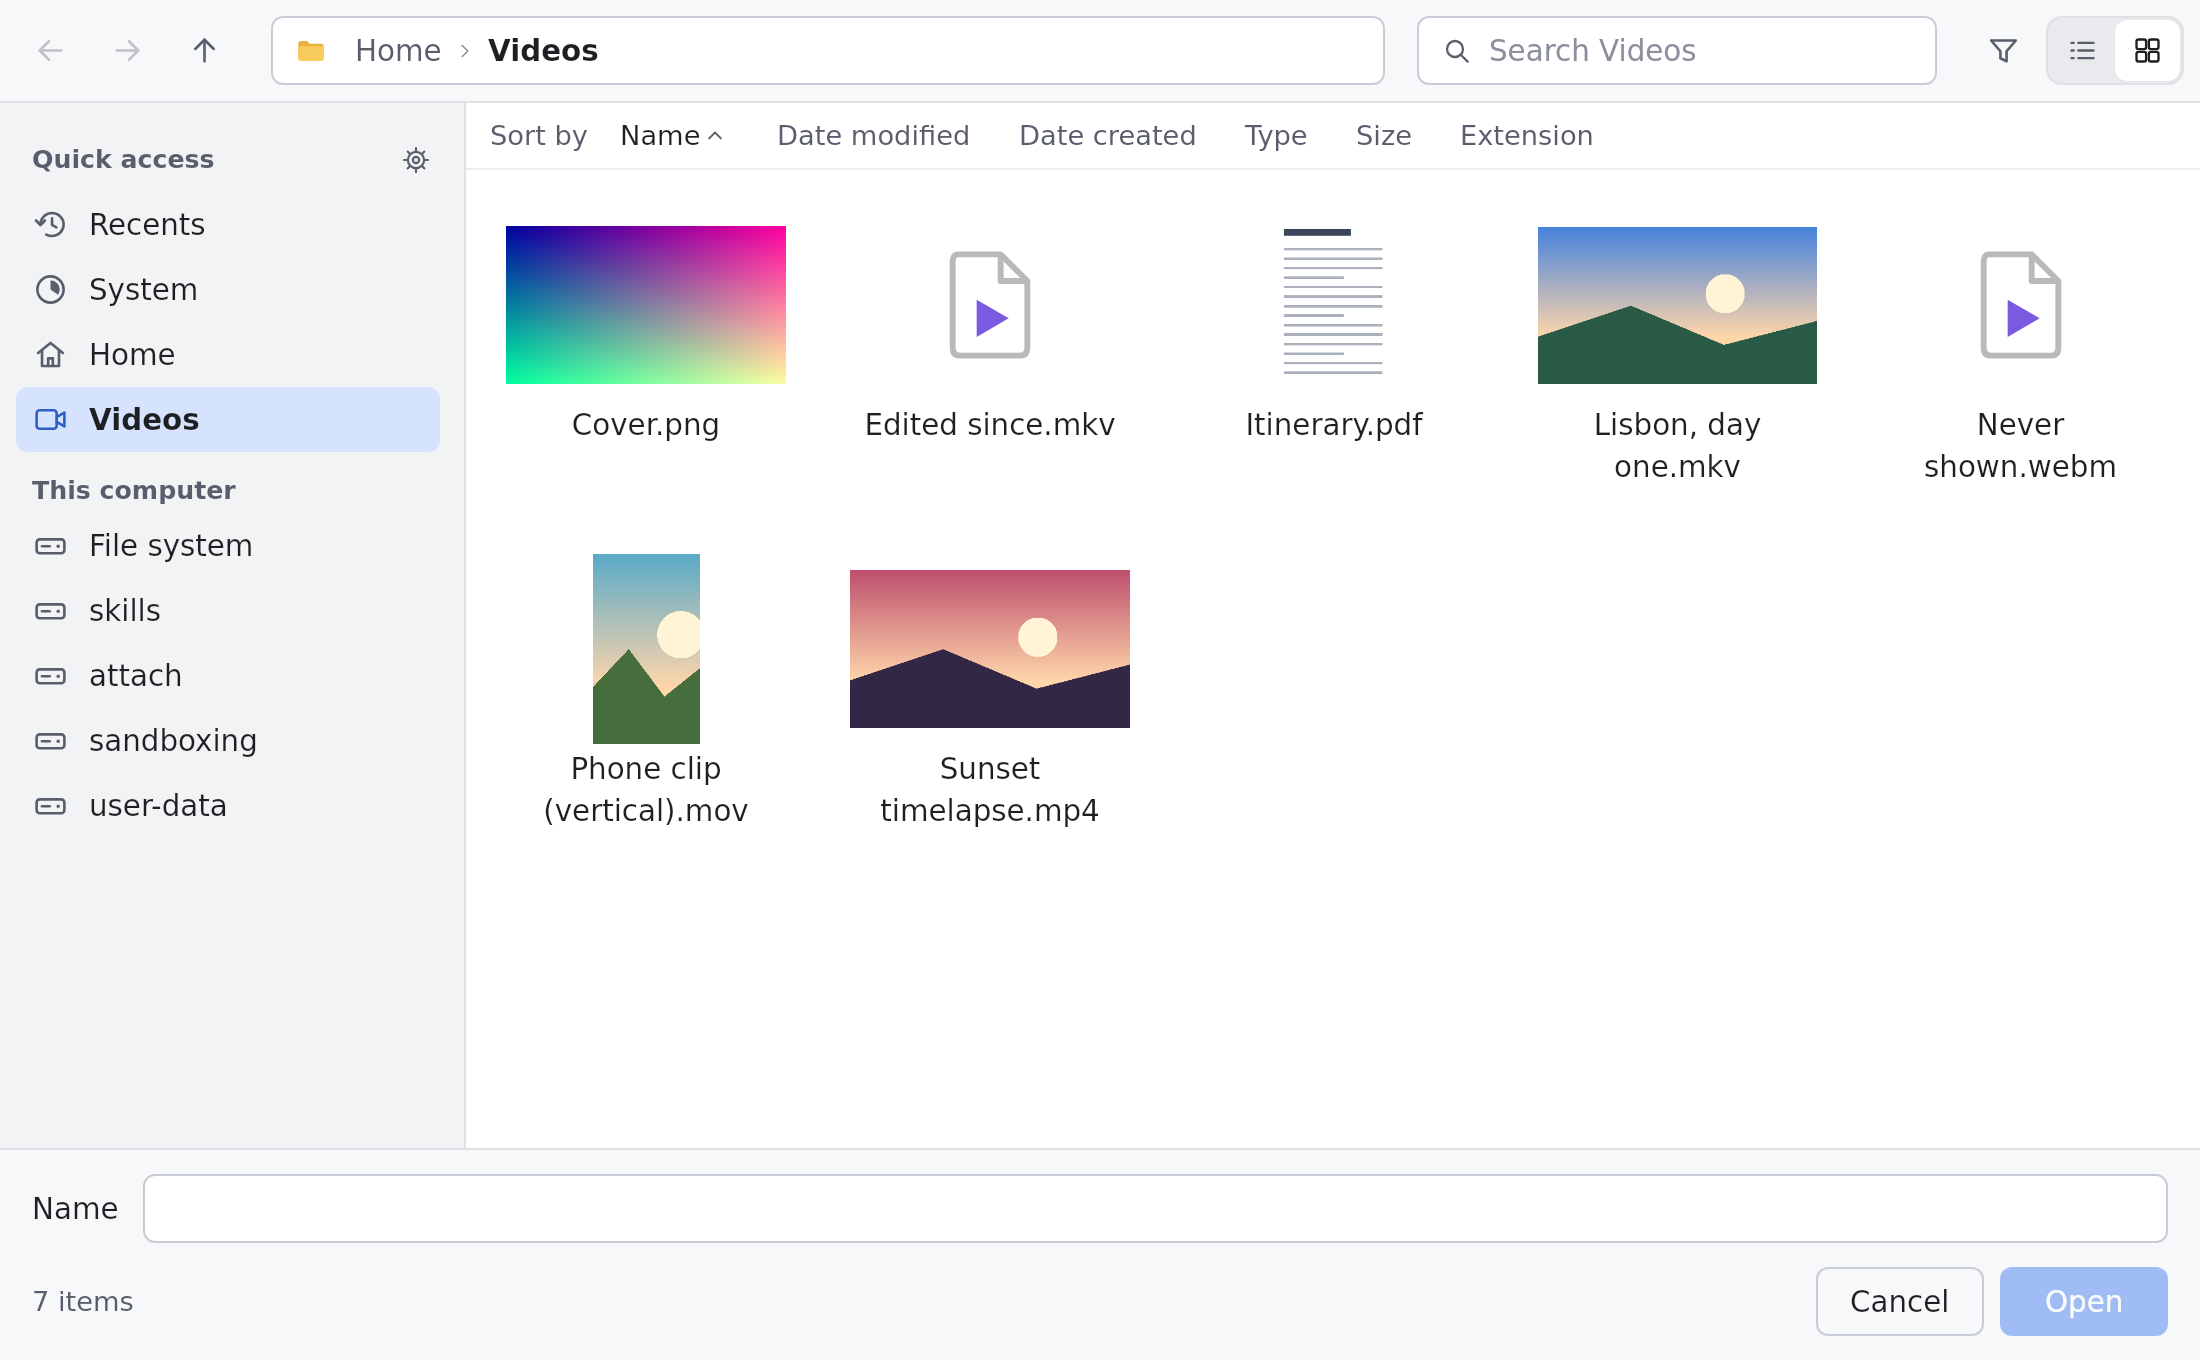 Home > Videos
Search Videos
Quick access
Recents
System
Home
Videos
This computer
File system
skills
attach
sandboxing
user-data
Sort by Name Date modified Date created Type Size Extension
Cover.png
Edited since.mkv
Itinerary.pdf
Lisbon, day
one.mkv
Never
shown.webm
Phone clip
(vertical).mov
Sunset
timelapse.mp4
Name
7 items
Cancel
Open